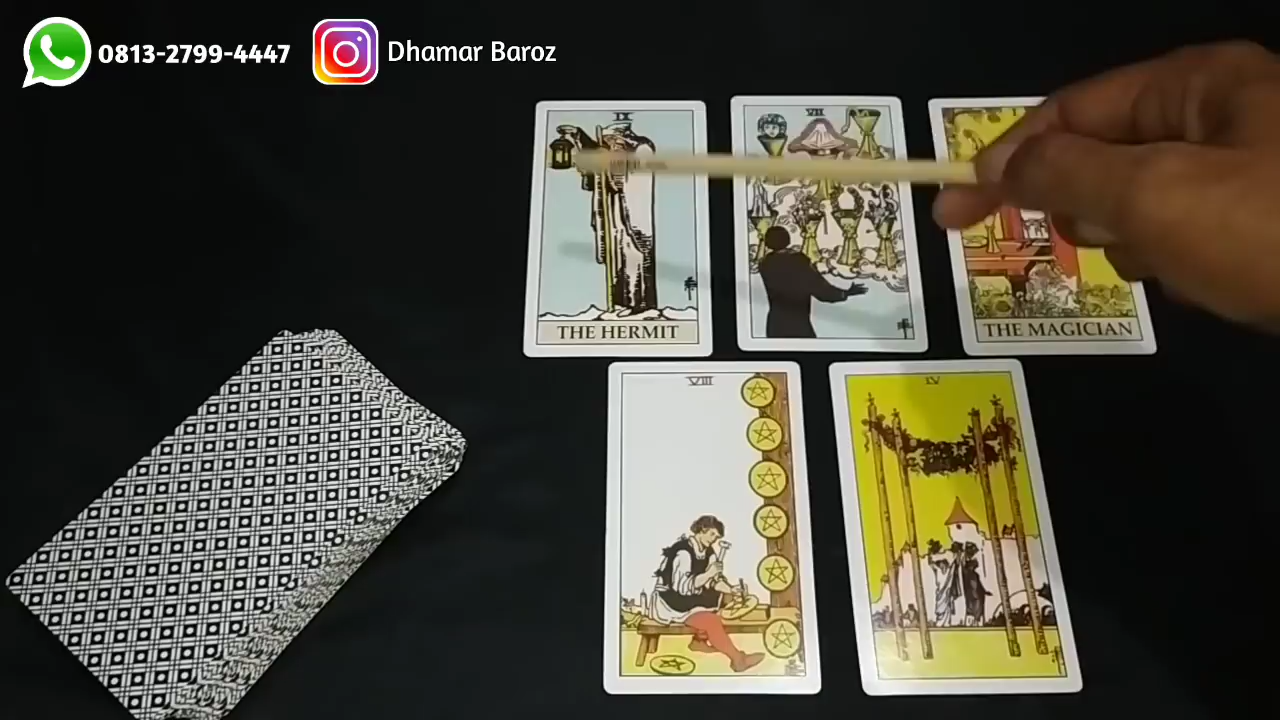 0813-2799-4447
Dhamar Baroz
IX
VII
I
THE HERMIT
THE MAGICIAN
VIII
IV